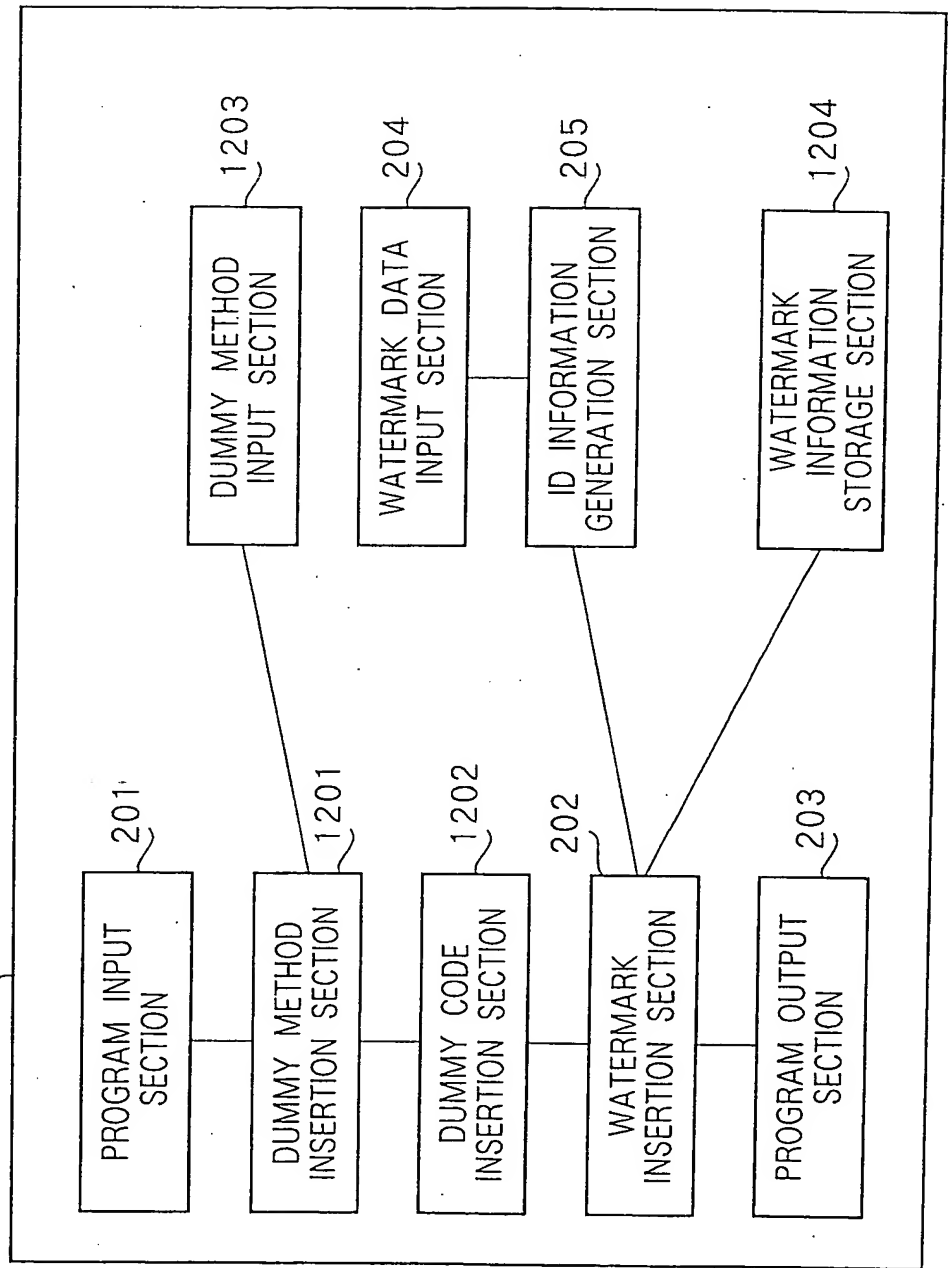 201
PROGRAM INPUT
SECTION
1201
DUMMY METHOD
INSERTION SECTION
1202
DUMMY CODE
INSERTION SECTION
202
WATERMARK
INSERTION SECTION
203
PROGRAM OUTPUT
SECTION
1203
DUMMY METHOD
INPUT SECTION
204
WATERMARK DATA
INPUT SECTION
205
ID INFORMATION
GENERATION SECTION
1204
WATERMARK
INFORMATION
STORAGE SECTION